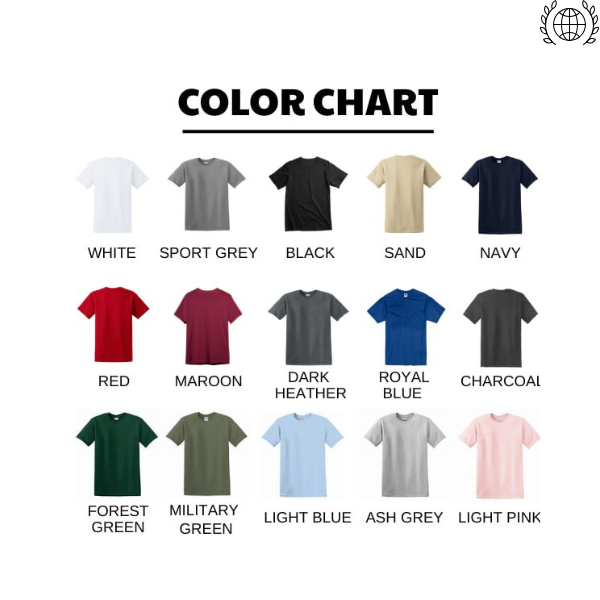 COLOR CHART
WHITE
SPORT GREY
BLACK
SAND
NAVY
RED
MAROON
DARK
HEATHER
ROYAL
BLUE
CHARCOAL
FOREST
GREEN
MILITARY
GREEN
LIGHT BLUE
ASH GREY
LIGHT PINK